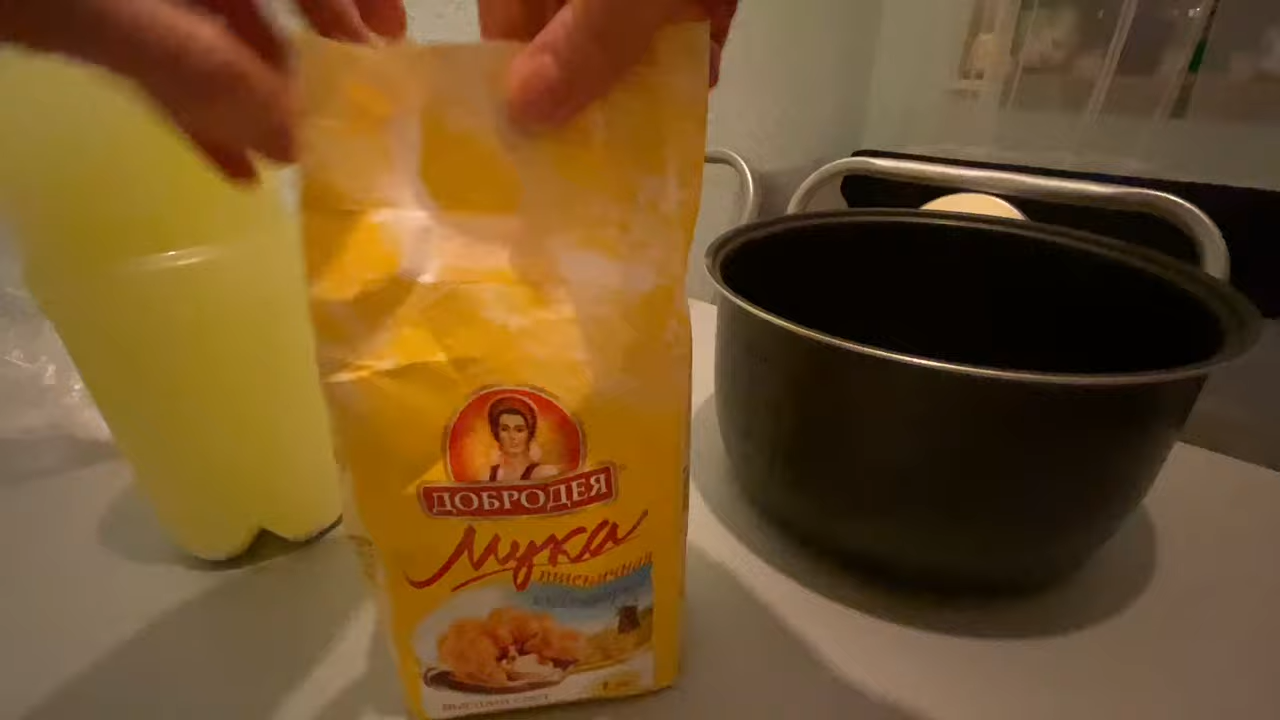 ДОБРОДЕЯ
Мука
пшеничная
высший сорт